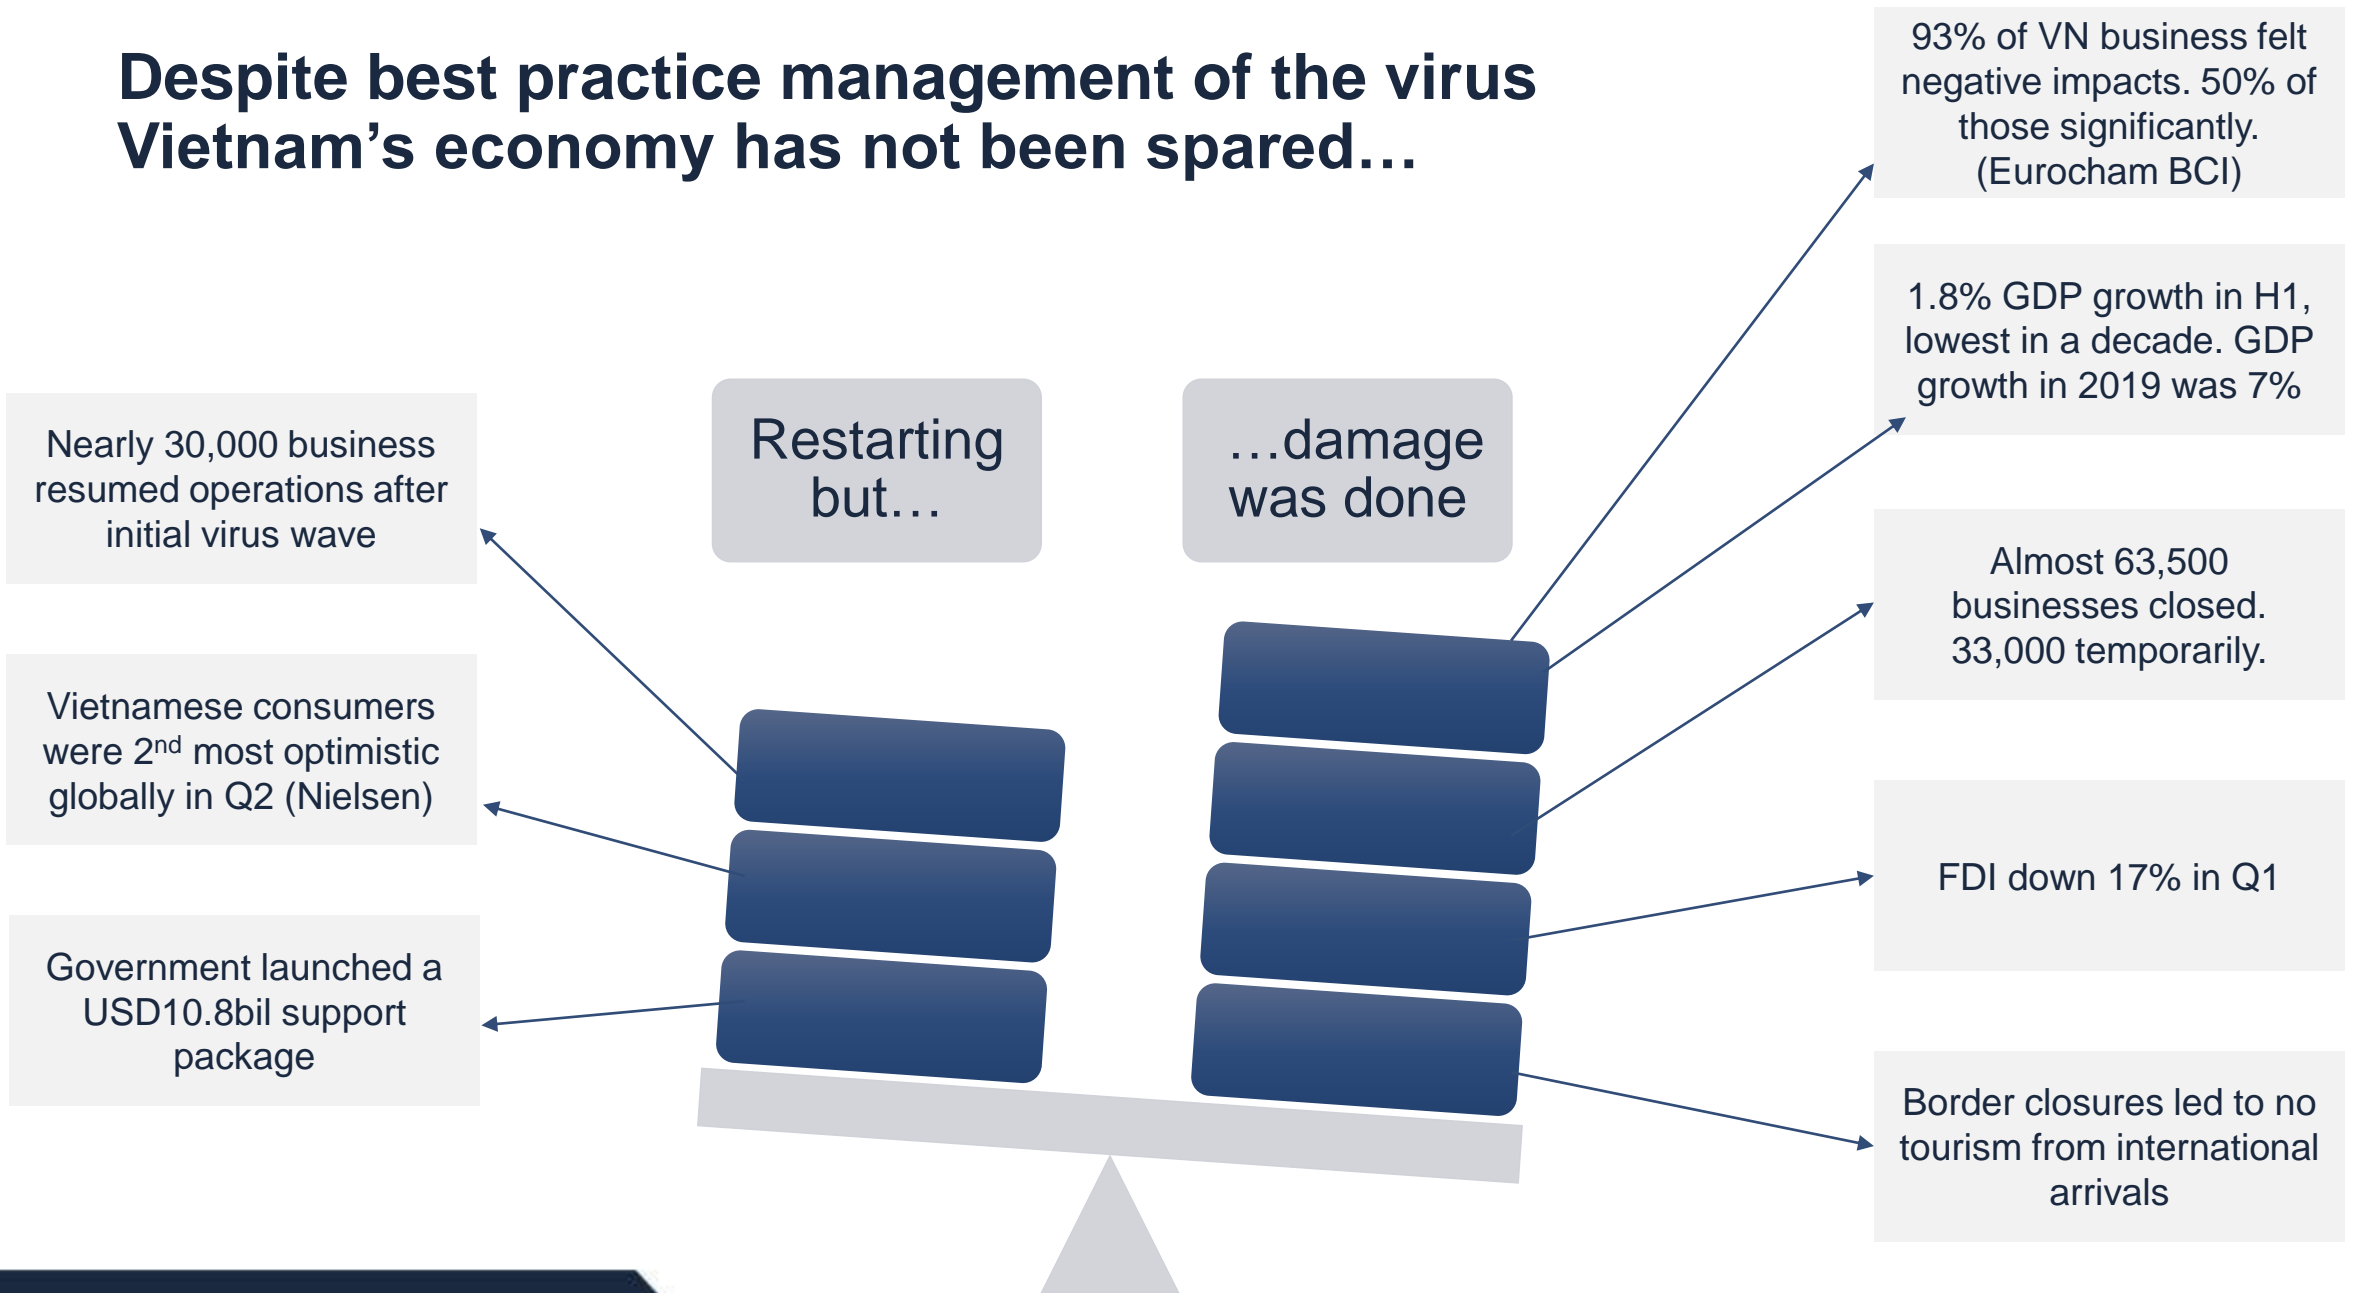 Despite best practice management of the virus
Vietnam’s economy has not been spared…
Restarting
but…
…damage
was done
Nearly 30,000 business
resumed operations after
initial virus wave
Vietnamese consumers
were 2nd most optimistic
globally in Q2 (Nielsen)
Government launched a
USD10.8bil support
package
93% of VN business felt
negative impacts. 50% of
those significantly.
(Eurocham BCI)
1.8% GDP growth in H1,
lowest in a decade. GDP
growth in 2019 was 7%
Almost 63,500
businesses closed.
33,000 temporarily.
FDI down 17% in Q1
Border closures led to no
tourism from international
arrivals